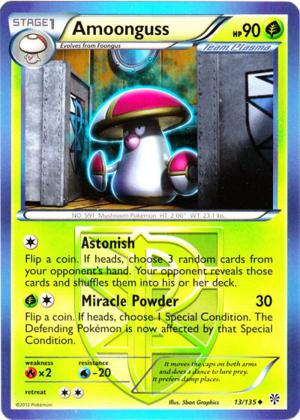 STAGE1
Amoonguss
HP90
Evolves from Foongus
Team Plasma
NO. 591 Mushroom Pokémon HT: 2'00" WT: 23.1 lbs.
Astonish
Flip a coin. If heads, choose 3 random cards from
your opponent's hand. Your opponent reveals those
cards and shuffles them into his or her deck.
Miracle Powder 30
Flip a coin. If heads, choose 1 Special Condition. The
Defending Pokémon is now affected by that Special
Condition.
weakness
×2
resistance
-20
retreat
It moves the caps on both arms
and does a dance to lure prey.
It prefers damp places.
Illus. 5ban Graphics
13/135
©2012 Pokémon